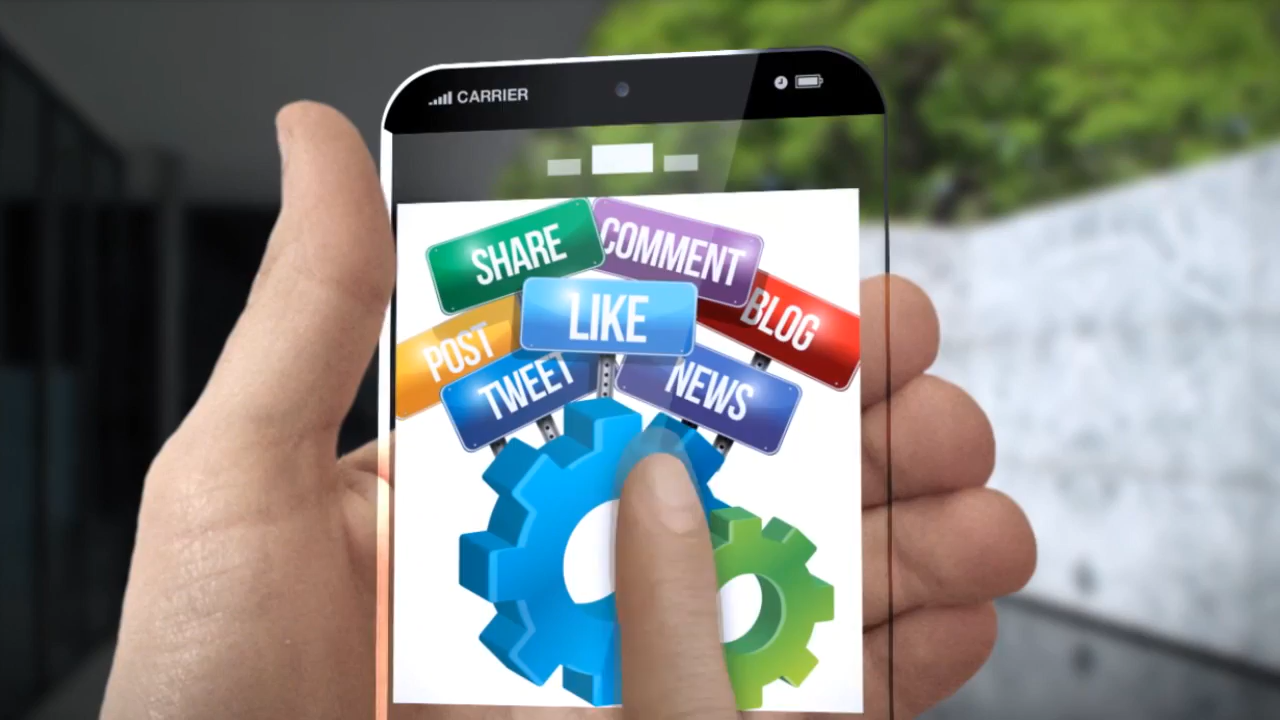 CARRIER
SHARE
COMMENT
LIKE
BLOG
POST
TWEET
NEWS